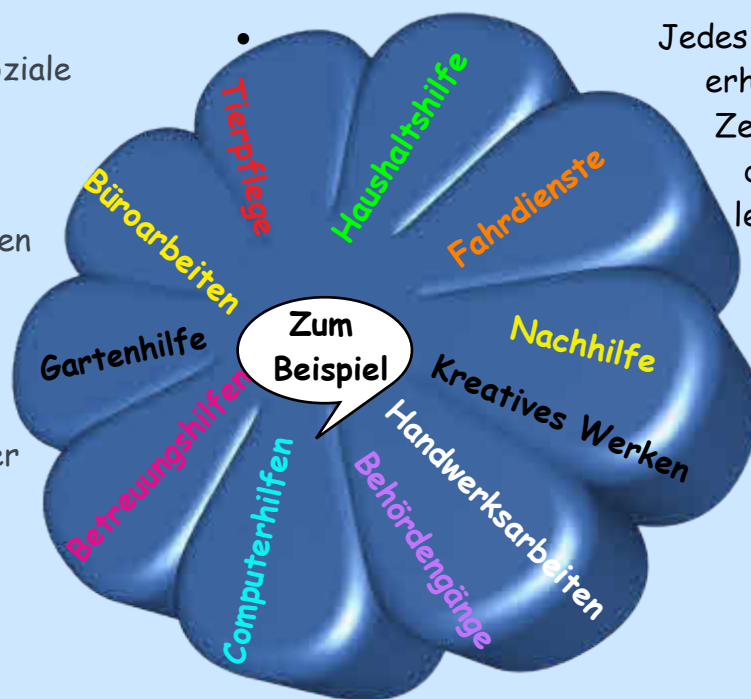 Zum
Beispiel
Tierpflege
Haushaltshilfe
Fahrdienste
Nachhilfe
Kreatives Werken
Handwerksarbeiten
Behördengänge
Computerhilfen
Betreuungshilfen
Gartenhilfe
Büroarbeiten
Jedes